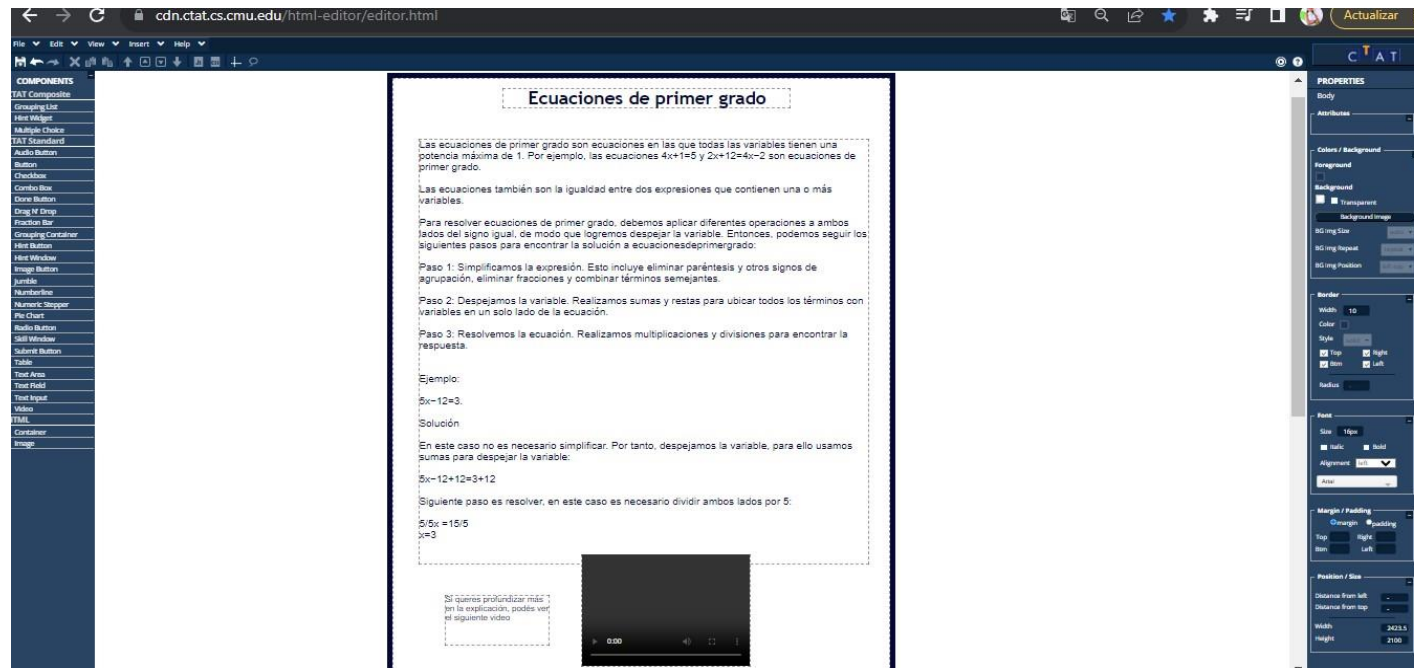 cdn.ctat.cs.cmu.edu/html-editor/editor.html
Actualizar
File Edit View Insert Help
CTAT
COMPONENTS
TAT Composite
Grouping List
Hint Widget
Multiple Choice
TAT Standard
Audio Button
Button
Checkbox
Combo Box
Done Button
Drag N' Drop
Fraction Bar
Grouping Container
Hint Button
Hint Window
Image Button
Jumble
Numberline
Numeric Stepper
Pie Chart
Radio Button
Skill Window
Submit Button
Table
Text Area
Text Field
Text Input
Video
TML
Container
Image
Ecuaciones de primer grado
Las ecuaciones de primer grado son ecuaciones en las que todas las variables tienen una
potencia máxima de 1. Por ejemplo, las ecuaciones 4x+1=5 y 2x+12=4x−2 son ecuaciones de
primer grado.
Las ecuaciones también son la igualdad entre dos expresiones que contienen una o más
variables.
Para resolver ecuaciones de primer grado, debemos aplicar diferentes operaciones a ambos
lados del signo igual, de modo que logremos despejar la variable. Entonces, podemos seguir los
siguientes pasos para encontrar la solución a ecuacionesdeprimergrado:
Paso 1: Simplificamos la expresión. Esto incluye eliminar paréntesis y otros signos de
agrupación, eliminar fracciones y combinar términos semejantes.
Paso 2: Despejamos la variable. Realizamos sumas y restas para ubicar todos los términos con
variables en un solo lado de la ecuación.
Paso 3: Resolvemos la ecuación. Realizamos multiplicaciones y divisiones para encontrar la
respuesta.
Ejemplo:
5x−12=3.
Solución
En este caso no es necesario simplificar. Por tanto, despejamos la variable, para ello usamos
sumas para despejar la variable:
5x−12+12=3+12
Siguiente paso es resolver, en este caso es necesario dividir ambos lados por 5:
5/5x =15/5
x=3
Si queres profundizar más
en la explicación, podés ver
el siguiente video
0:00
PROPERTIES
Body
Attributes
Colors / Background
Foreground
Background
Transparent
Background Image
BG Img Size
BG Img Repeat
BG Img Position
Border
Width 10
Color
Style
Top Right
Btm Left
Radius
Font
Size 16px
Italic Bold
Alignment left
Arial
Margin / Padding
margin padding
Top Right
Btm Left
Position / Size
Distance from left
Distance from top
Width 2423.5
Height 2100